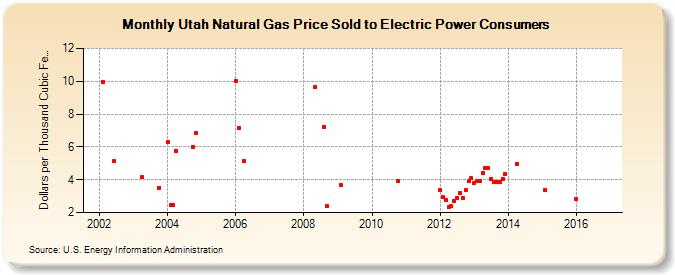 Monthly Utah Natural Gas Price Sold to Electric Power Consumers
Dollars per Thousand Cubic Fe...
12
10
8
6
4
2
2002 2004 2006 2008 2010 2012 2014 2016
Source: U.S. Energy Information Administration